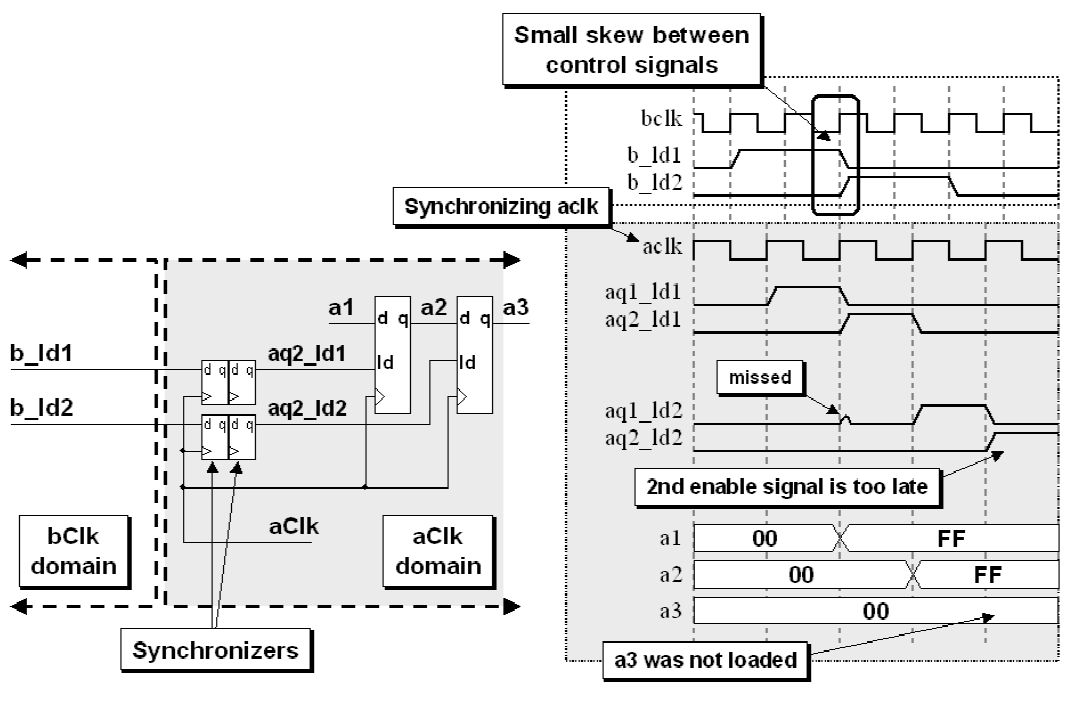 Small skew between
control signals
bclk
b_ld1
b_ld2
Synchronizing aclk
aclk
aq1_ld1
aq2_ld1
missed
aq1_ld2
aq2_ld2
2nd enable signal is too late
a1 00 FF
a2 00 FF
a3 00
a3 was not loaded
a1 a2 a3
d q d q
ld
b_ld1 aq2_ld1
d q d q
b_ld2 aq2_ld2
d q d q
aClk
bClk
domain
aClk
domain
Synchronizers